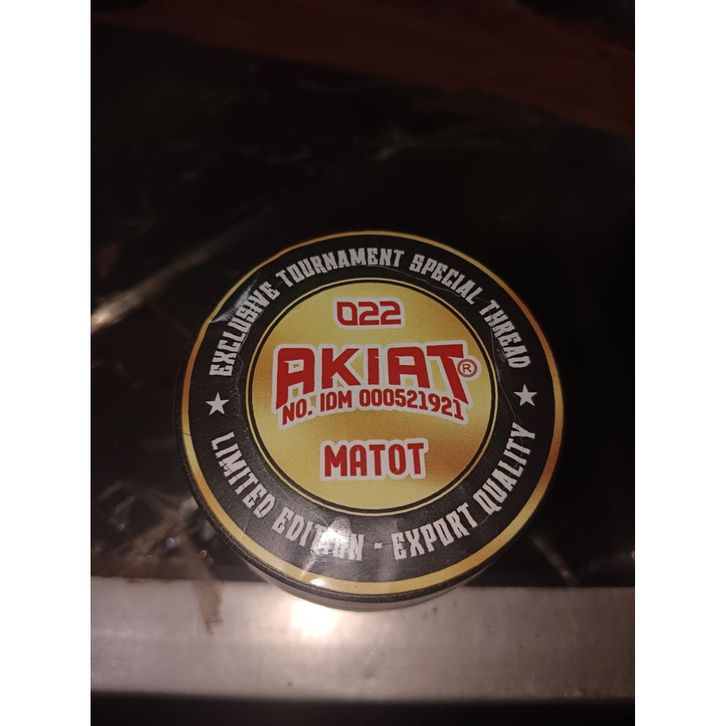 EXCLUSIVE TOURNAMENT SPECIAL THREAD
022
AKiAT®
NO. IDM 000521921
MATOT
LIMITED EDITION - EXPORT QUALITY